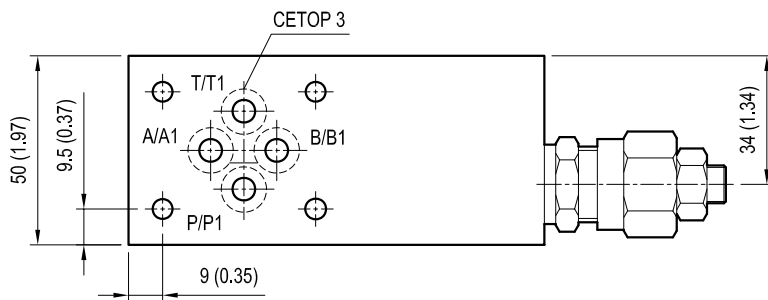 CETOP 3
T/T1
A/A1
B/B1
P/P1
50 (1.97)
9.5 (0.37)
34 (1.34)
9 (0.35)